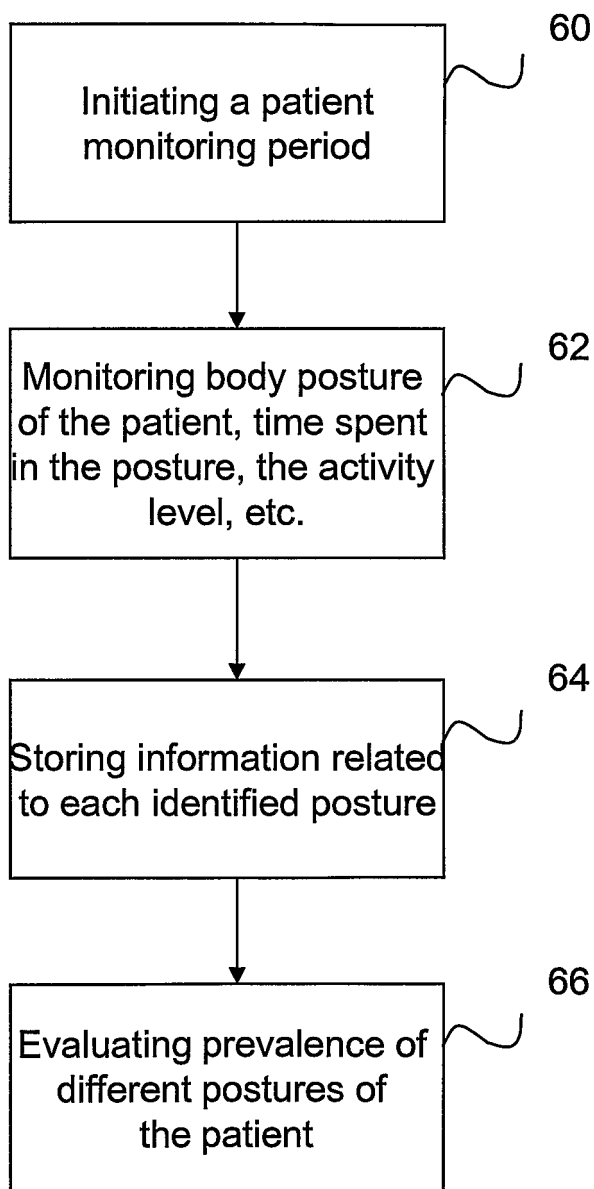 60
Initiating a patient
monitoring period
62
Monitoring body posture
of the patient, time spent
in the posture, the activity
level, etc.
64
Storing information related
to each identified posture
66
Evaluating prevalence of
different postures of
the patient